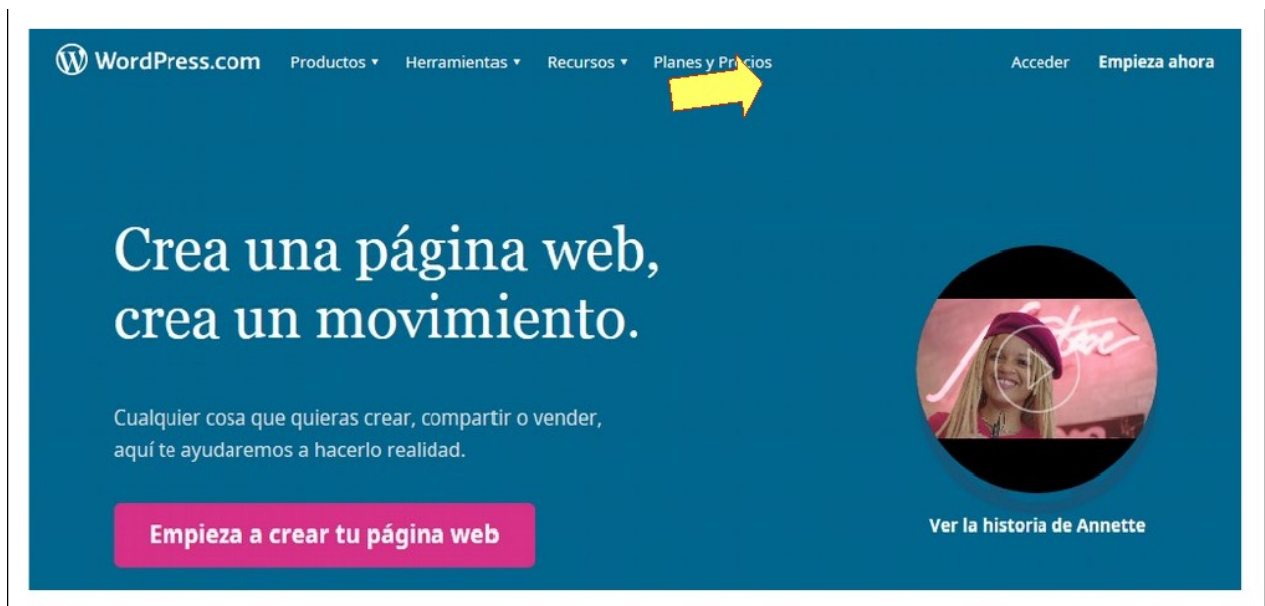 WordPress.com Productos ▾ Herramientas ▾ Recursos ▾ Planes y Precios Acceder Empieza ahora
Crea una página web,
crea un movimiento.
Cualquier cosa que quieras crear, compartir o vender,
aquí te ayudaremos a hacerlo realidad.
Empieza a crear tu página web
Ver la historia de Annette